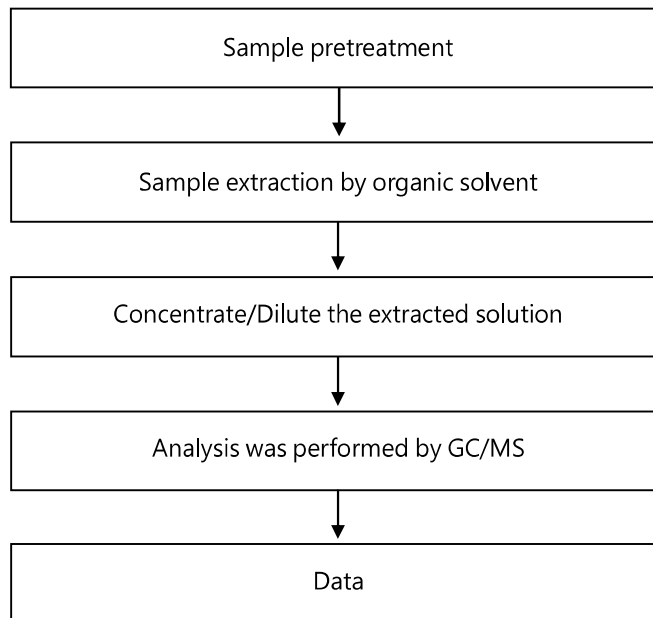 Sample pretreatment
Sample extraction by organic solvent
Concentrate/Dilute the extracted solution
Analysis was performed by GC/MS
Data